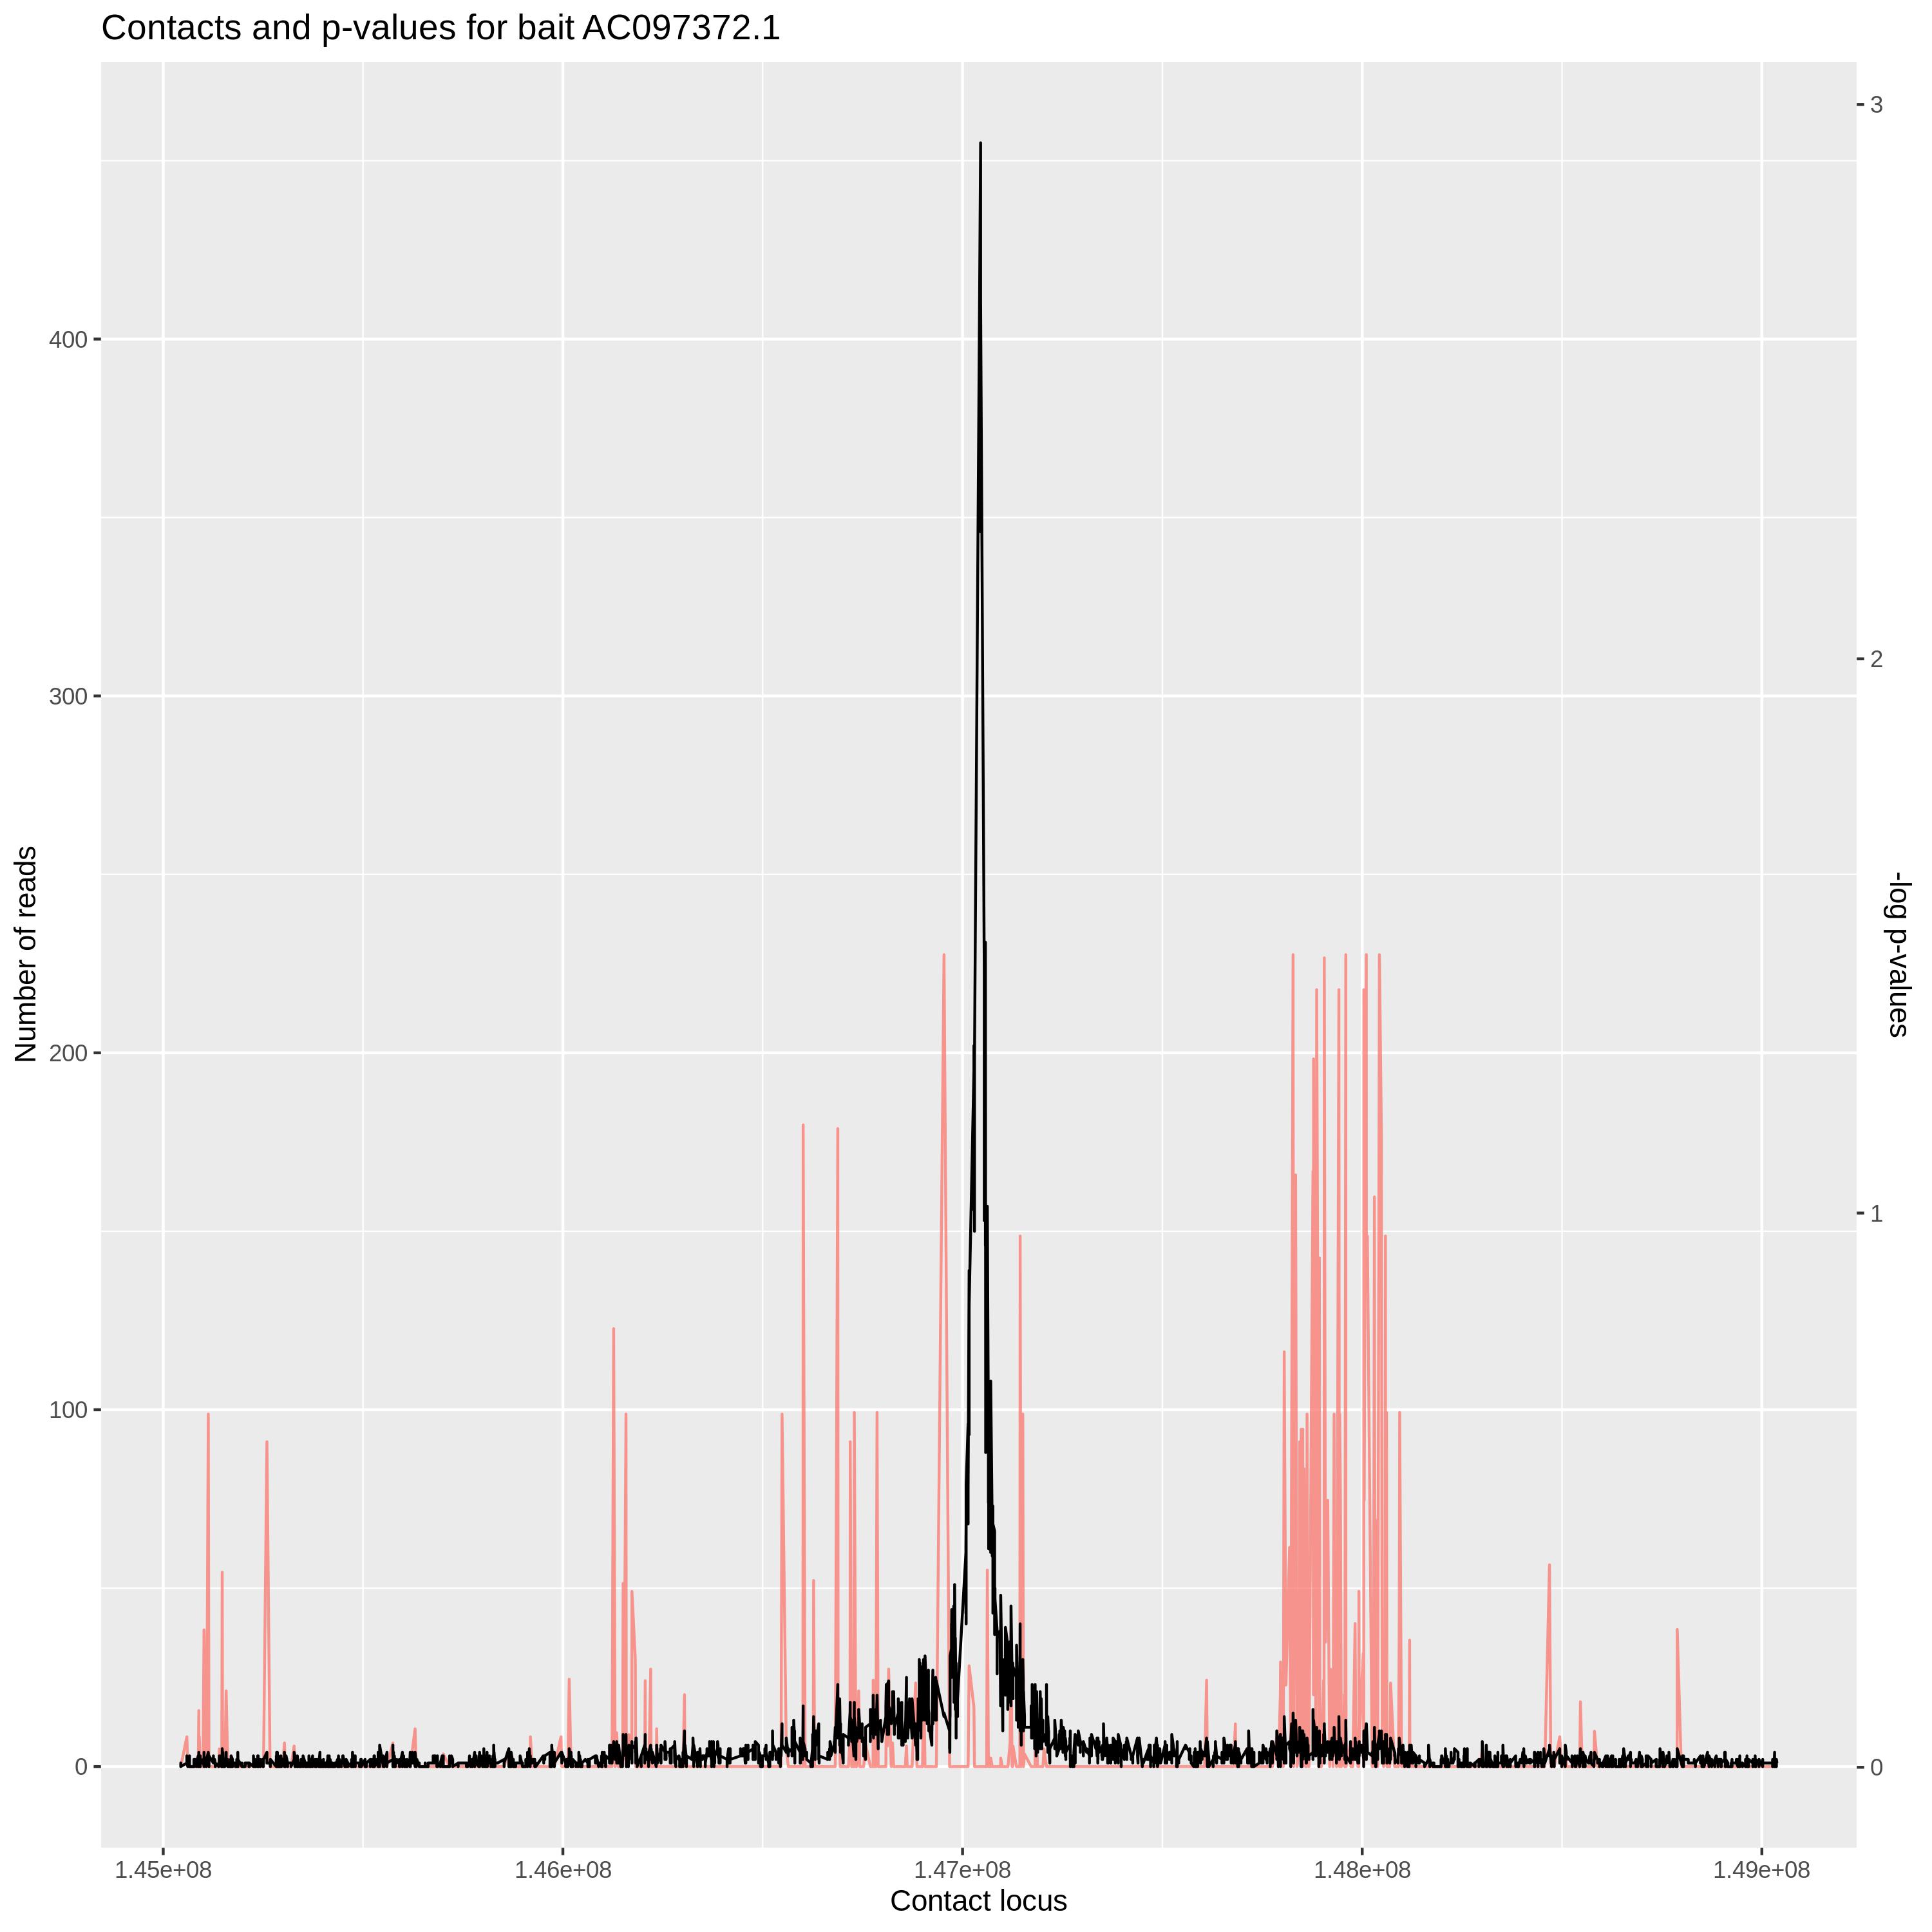 Contacts and p-values for bait AC097372.1
3
400
2
300
Number of reads
-log p-values
200
1
100
0
0
1.45e+08 1.46e+08 1.47e+08 1.48e+08 1.49e+08
Contact locus